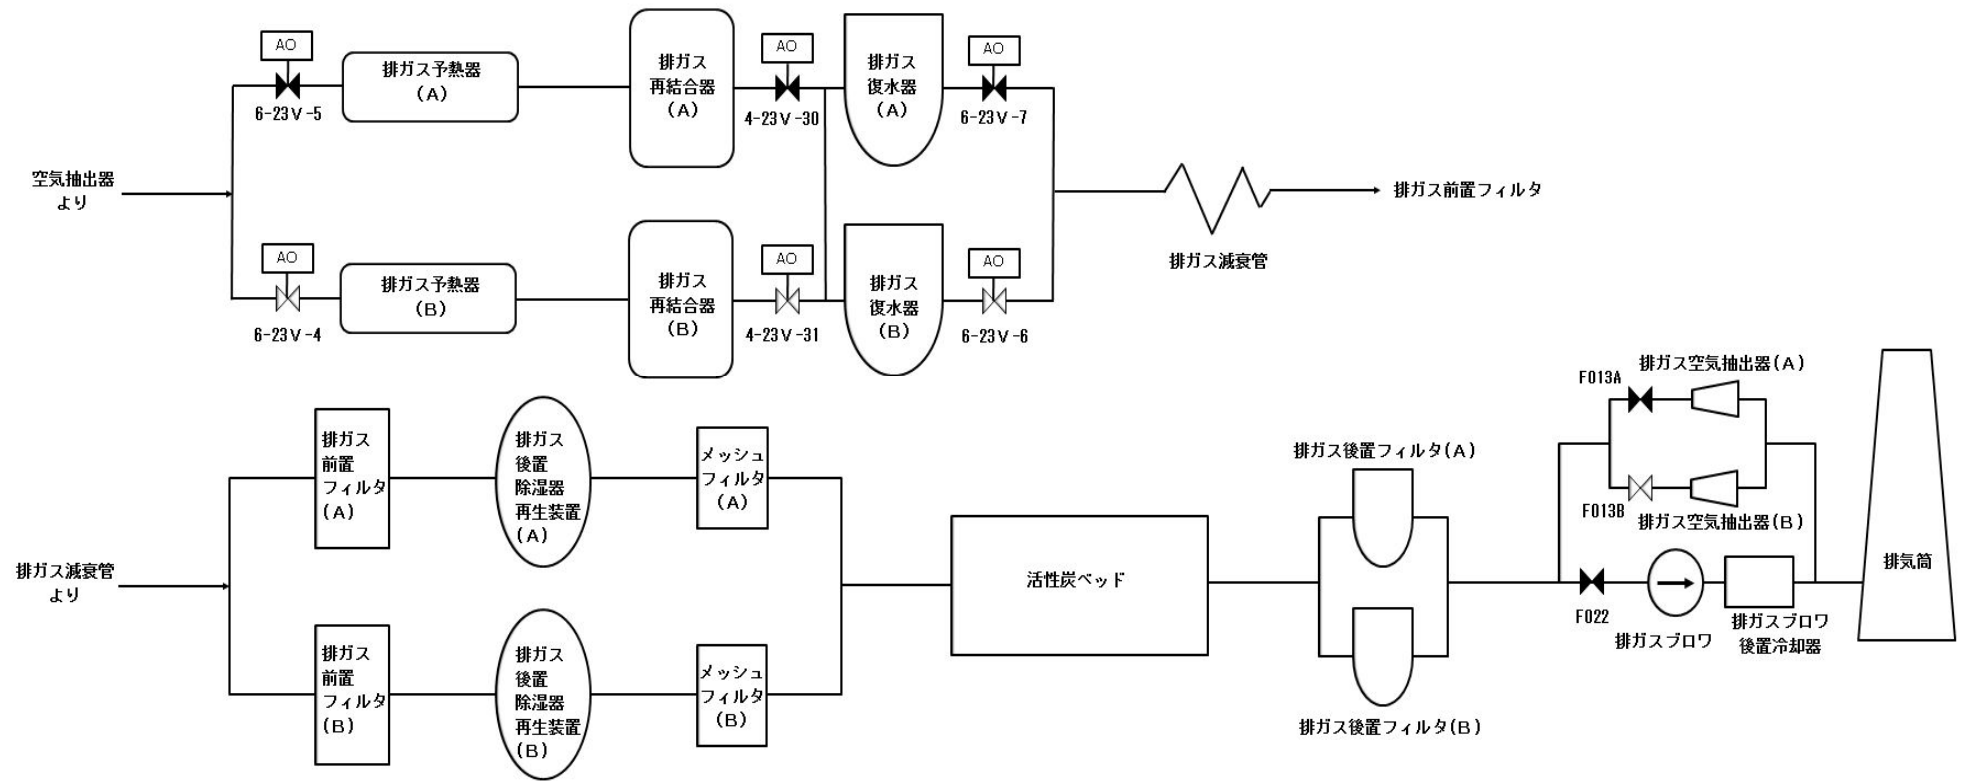 AO
6-23V-5
排ガス予熱器
(A)
排ガス
再結合器
(A)
AO
4-23V-30
排ガス
復水器
(A)
AO
6-23V-7
空気抽出器
より
排ガス減衰管
排ガス前置フィルタ
AO
6-23V-4
排ガス予熱器
(B)
排ガス
再結合器
(B)
AO
4-23V-31
排ガス
復水器
(B)
AO
6-23V-6
排ガス減衰管
より
排ガス
前置
フィルタ
(A)
排ガス
後置
除湿器
再生装置
(A)
メッシュ
フィルタ
(A)
排ガス
前置
フィルタ
(B)
排ガス
後置
除湿器
再生装置
(B)
メッシュ
フィルタ
(B)
活性炭ベッド
排ガス後置フィルタ(A)
排ガス後置フィルタ(B)
F013A
排ガス空気抽出器(A)
F013B
排ガス空気抽出器(B)
F022
排ガスブロワ
排ガスブロワ
後置冷却器
排気筒